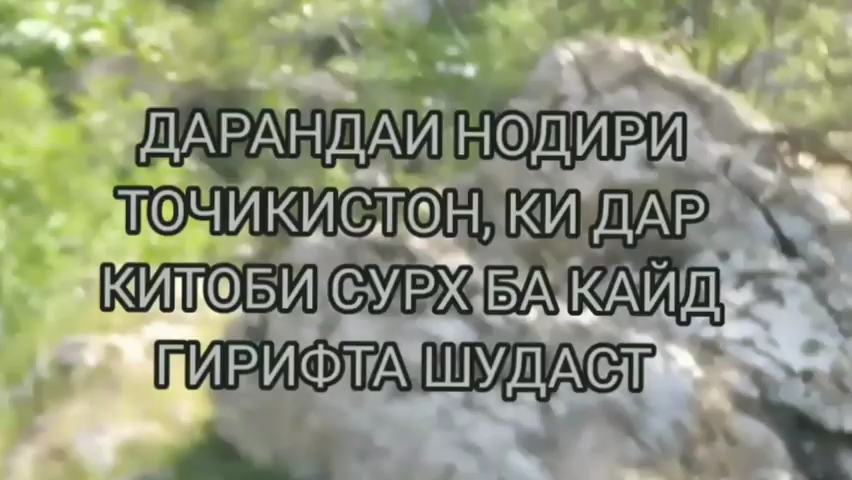 ДАРАНДАИ НОДИРИ
ТОЧИКИСТОН, КИ ДАР
КИТОБИ СУРХ БА КАЙД
ГИРИФТА ШУДАСТ